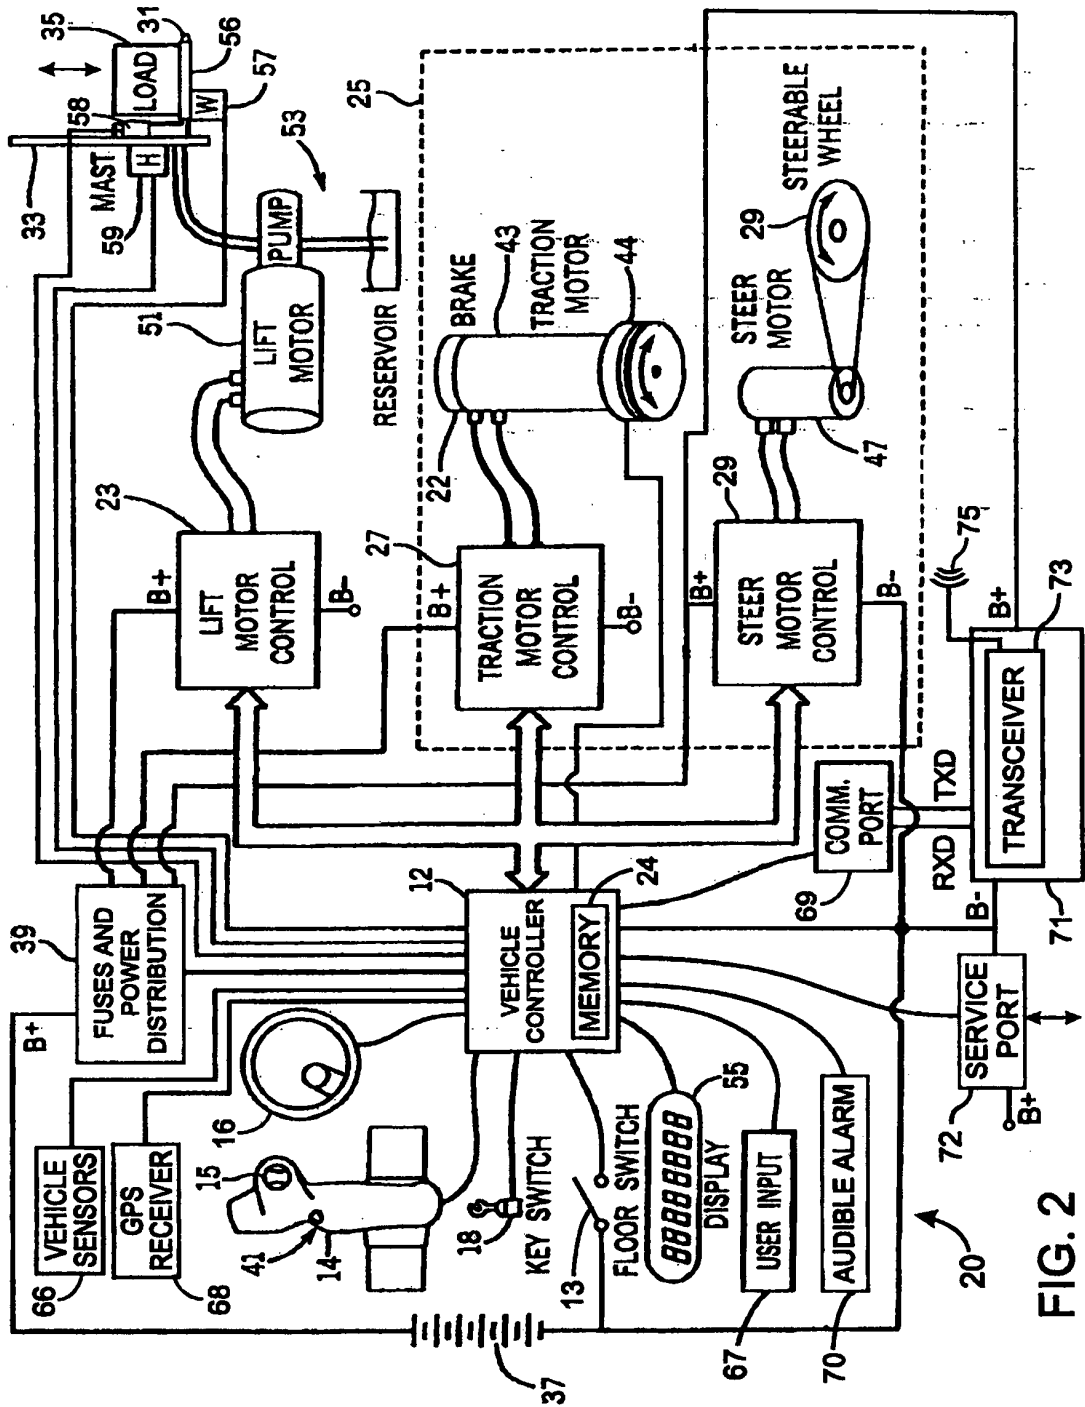 35
31
LOAD
56
57
W
58
33
MAST
H
59
53
PUMP
51
LIFT
MOTOR
RESERVOIR
23
B+
LIFT
MOTOR
CONTROL
B-
25
BRAKE
43
TRACTION
MOTOR
44
22
27
B+
TRACTION
MOTOR
CONTROL
B-
STEERABLE
WHEEL
29
STEER
MOTOR
47
29
B+
STEER
MOTOR
CONTROL
B-
75
B+
73
TRANSCEIVER
TXD
RXD
B-
71
COMM.
PORT
69
39
FUSES AND
POWER
DISTRIBUTION
B+
12
VEHICLE
CONTROLLER
24
MEMORY
VEHICLE
SENSORS
66
GPS
RECEIVER
68
16
15
41
14
18
KEY SWITCH
13
FLOOR SWITCH
88888888
55
DISPLAY
USER INPUT
67
AUDIBLE ALARM
70
SERVICE
PORT
72
B+
37
20
FIG. 2